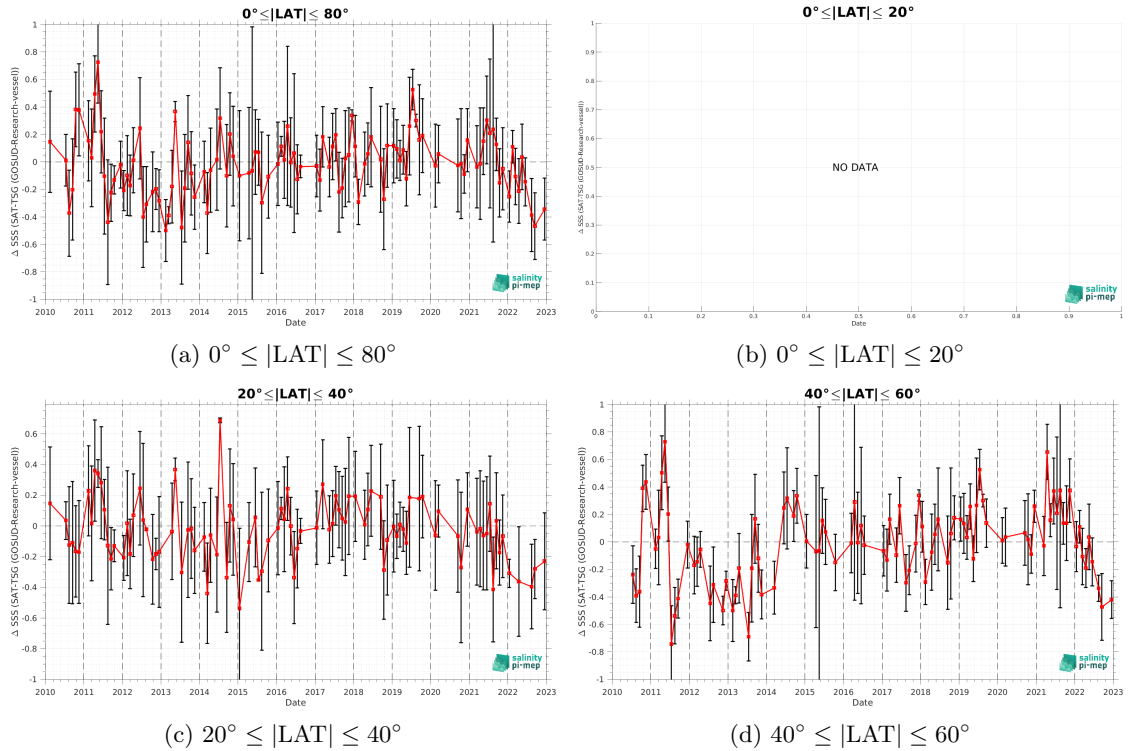 0°≤|LAT|≤ 80°
Δ SSS (SAT-TSG (GOSUD-Research-vessel))
1
0.8
0.6
0.4
0.2
0
-0.2
-0.4
-0.6
-0.8
-1
2010 2011 2012 2013 2014 2015 2016 2017 2018 2019 2020 2021 2022 2023
Date
salinity
pi-mep
(a) 0° ≤ |LAT| ≤ 80°
0°≤|LAT|≤ 20°
Δ SSS (SAT-TSG (GOSUD-Research-vessel))
1
0.9
0.8
0.7
0.6
0.5
0.4
0.3
0.2
0.1
0
NO DATA
0 0.1 0.2 0.3 0.4 0.5 0.6 0.7 0.8 0.9 1
Date
salinity
pi-mep
(b) 0° ≤ |LAT| ≤ 20°
20°≤|LAT|≤ 40°
Δ SSS (SAT-TSG (GOSUD-Research-vessel))
0.6
0.4
0.2
0
-0.2
-0.4
-0.6
-0.8
-1
2010 2011 2012 2013 2014 2015 2016 2017 2018 2019 2020 2021 2022 2023
Date
salinity
pi-mep
(c) 20° ≤ |LAT| ≤ 40°
40°≤|LAT|≤ 60°
Δ SSS (SAT-TSG (GOSUD-Research-vessel))
1
0.8
0.6
0.4
0.2
0
-0.2
-0.4
-0.6
-0.8
-1
2010 2011 2012 2013 2014 2015 2016 2017 2018 2019 2020 2021 2022 2023
Date
salinity
pi-mep
(d) 40° ≤ |LAT| ≤ 60°